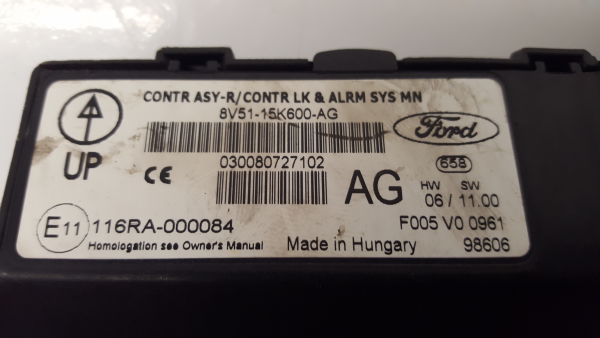 CONTR ASY-R/CONTR LK & ALRM SYS MN
8V51-15K600-AG
Ford
UP
CE
030080727102
AG
658
HW SW
06 / 11.00
E11 116RA-000084
F005 V0 0961
Homologation see Owner's Manual
Made in Hungary
98606